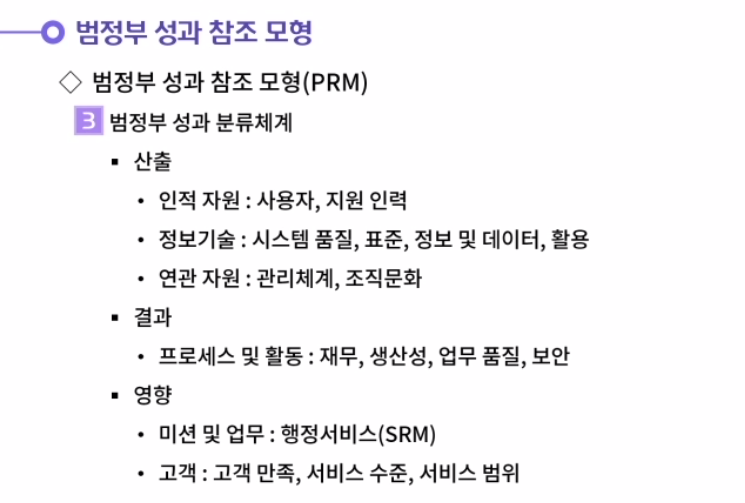 범정부 성과 참조 모형
◇ 범정부 성과 참조 모형(PRM)
3 범정부 성과 분류체계
▪ 산출
• 인적 자원 : 사용자, 지원 인력
• 정보기술 : 시스템 품질, 표준, 정보 및 데이터, 활용
• 연관 자원 : 관리체계, 조직문화
▪ 결과
• 프로세스 및 활동 : 재무, 생산성, 업무 품질, 보안
▪ 영향
• 미션 및 업무 : 행정서비스(SRM)
• 고객 : 고객 만족, 서비스 수준, 서비스 범위